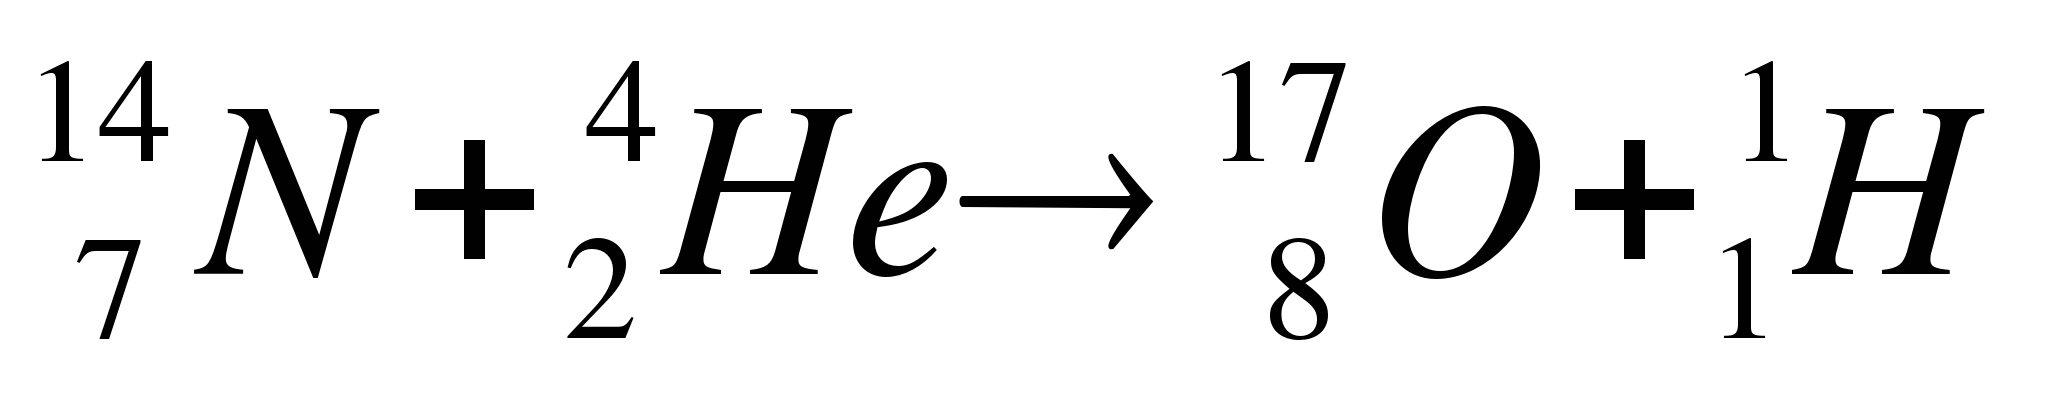 ¹⁴₇N + ⁴₂He → ¹⁷₈O + ¹₁H